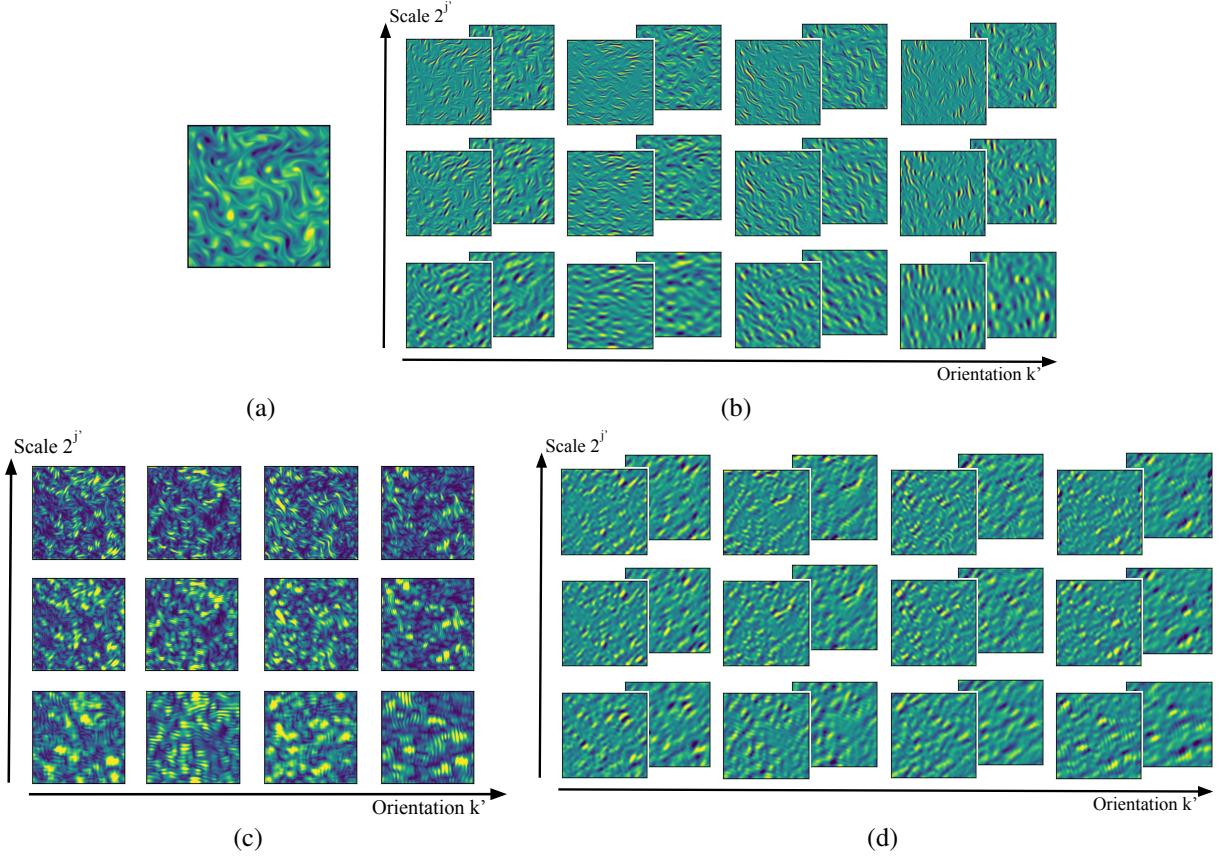 Scale 2^j'
Orientation k’
(a)
(b)
Scale 2^j'
Scale 2^j'
Orientation k’
Orientation k’
(c)
(d)